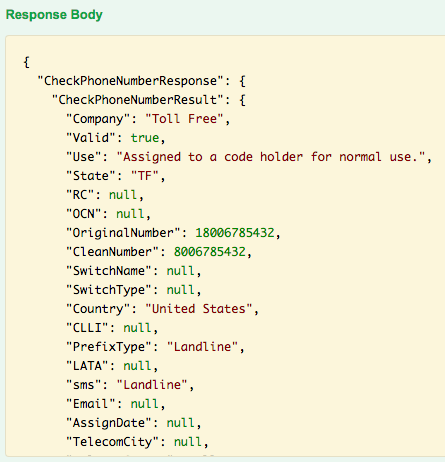 Response Body
{
"CheckPhoneNumberResponse": {
"CheckPhoneNumberResult": {
"Company": "Toll Free",
"Valid": true,
"Use": "Assigned to a code holder for normal use.",
"State": "TF",
"RC": null,
"OCN": null,
"OriginalNumber": 18006785432,
"CleanNumber": 8006785432,
"SwitchName": null,
"SwitchType": null,
"Country": "United States",
"CLLI": null,
"PrefixType": "Landline",
"LATA": null,
"sms": "Landline",
"Email": null,
"AssignDate": null,
"TelecomCity": null,